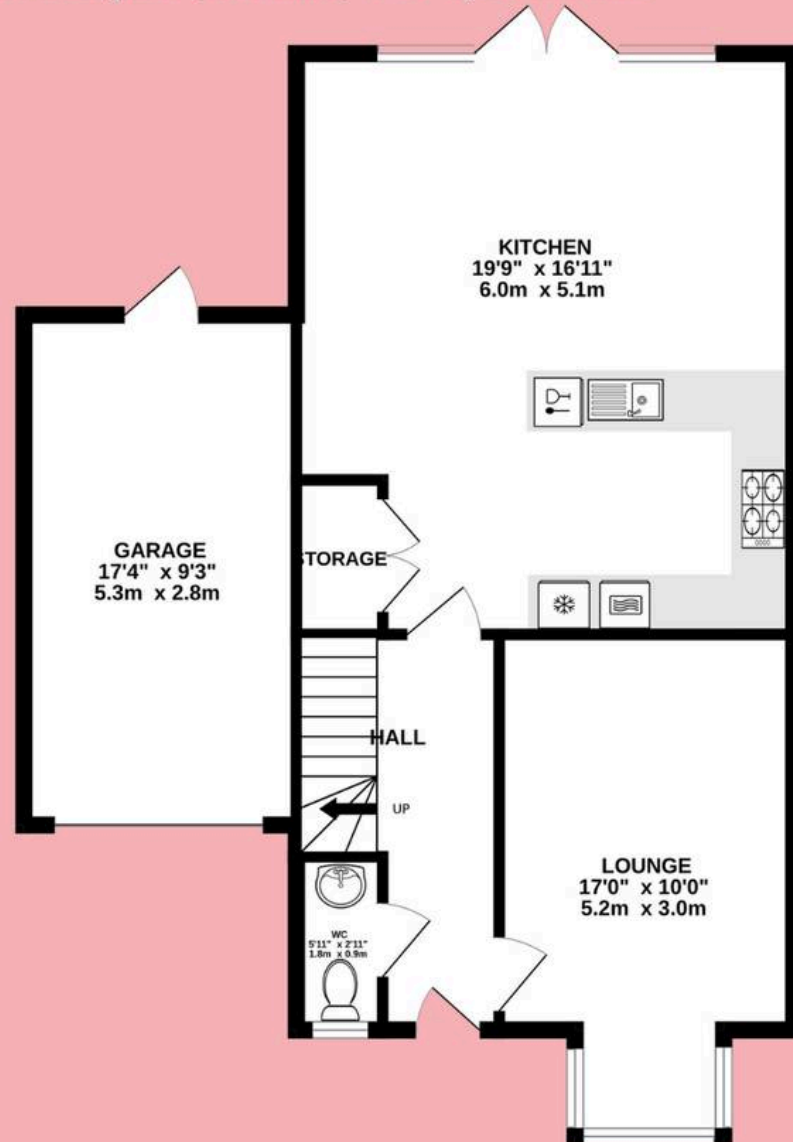 KITCHEN
19'9" x 16'11"
6.0m x 5.1m
GARAGE
17'4" x 9'3"
5.3m x 2.8m
STORAGE
HALL
UP
LOUNGE
17'0" x 10'0"
5.2m x 3.0m
WC
5'11" x 2'11"
1.8m x 0.9m